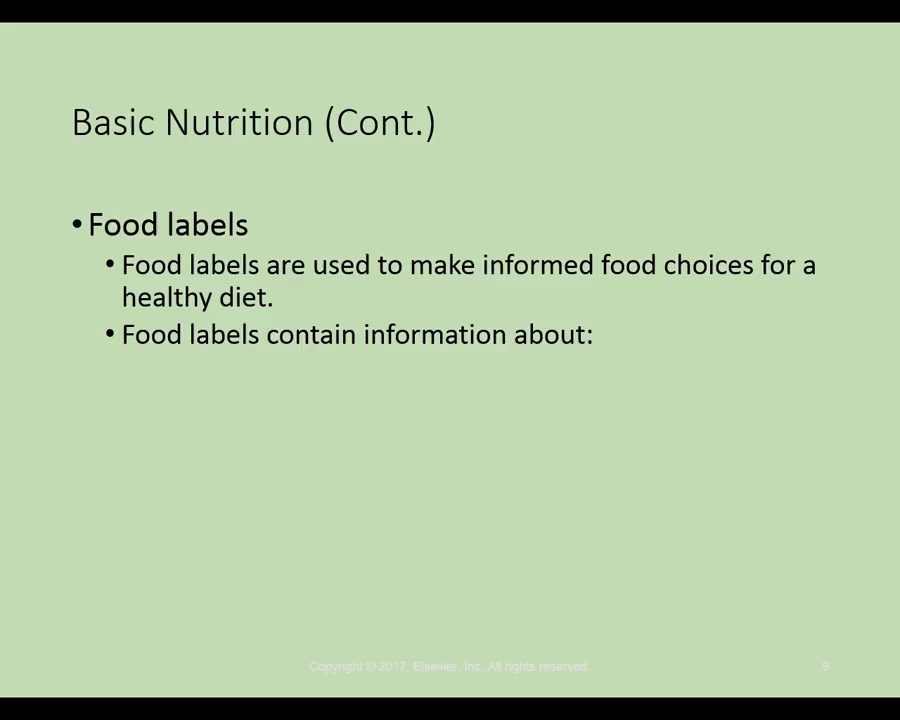 Basic Nutrition (Cont.)
•Food labels
•Food labels are used to make informed food choices for a
healthy diet.
•Food labels contain information about:
Copyright © 2017, Elsevier, Inc. All rights reserved. 9